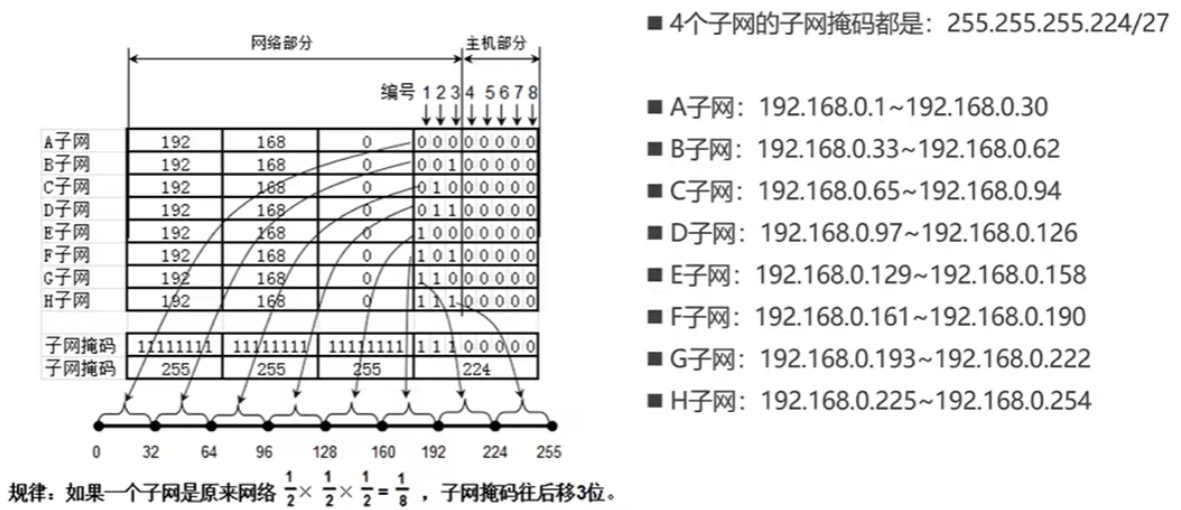 网络部分 主机部分
编号 1 2 3 4 5 6 7 8
A子网 192 168 0 0 0 0 0 0 0 0 0
B子网 192 168 0 0 0 1 0 0 0 0 0
C子网 192 168 0 0 1 0 0 0 0 0 0
D子网 192 168 0 0 1 1 0 0 0 0 0
E子网 192 168 0 1 0 0 0 0 0 0 0
F子网 192 168 0 1 0 1 0 0 0 0 0
G子网 192 168 0 1 1 0 0 0 0 0 0
H子网 192 168 0 1 1 1 0 0 0 0 0
子网掩码 11111111 11111111 11111111 1 1 1 0 0 0 0 0
子网掩码 255 255 255 224
0 32 64 96 128 160 192 224 255
规律：如果一个子网是原来网络 1/2 × 1/2 × 1/2 = 1/8 ，子网掩码往后移3位。
■ 4个子网的子网掩码都是：255.255.255.224/27
■ A子网：192.168.0.1~192.168.0.30
■ B子网：192.168.0.33~192.168.0.62
■ C子网：192.168.0.65~192.168.0.94
■ D子网：192.168.0.97~192.168.0.126
■ E子网：192.168.0.129~192.168.0.158
■ F子网：192.168.0.161~192.168.0.190
■ G子网：192.168.0.193~192.168.0.222
■ H子网：192.168.0.225~192.168.0.254